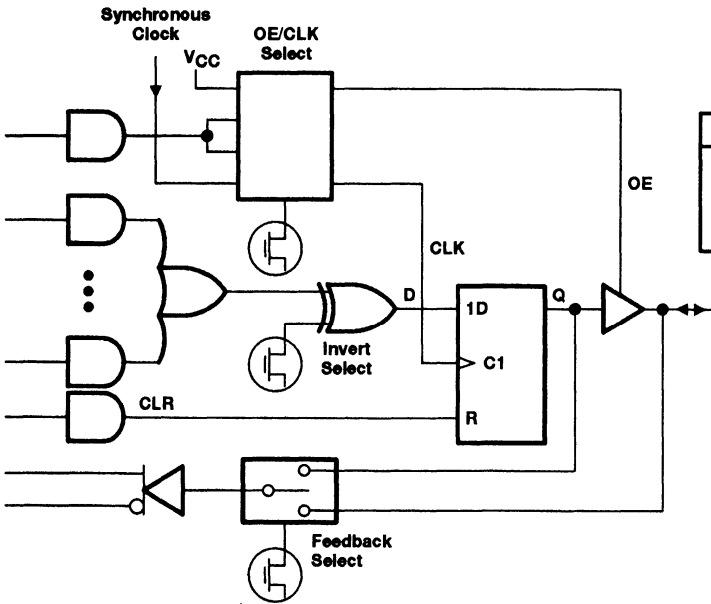 Synchronous
Clock
OE/CLK
Select
VCC
OE
CLK
D
1D
Q
Invert
Select
C1
CLR
R
Feedback
Select